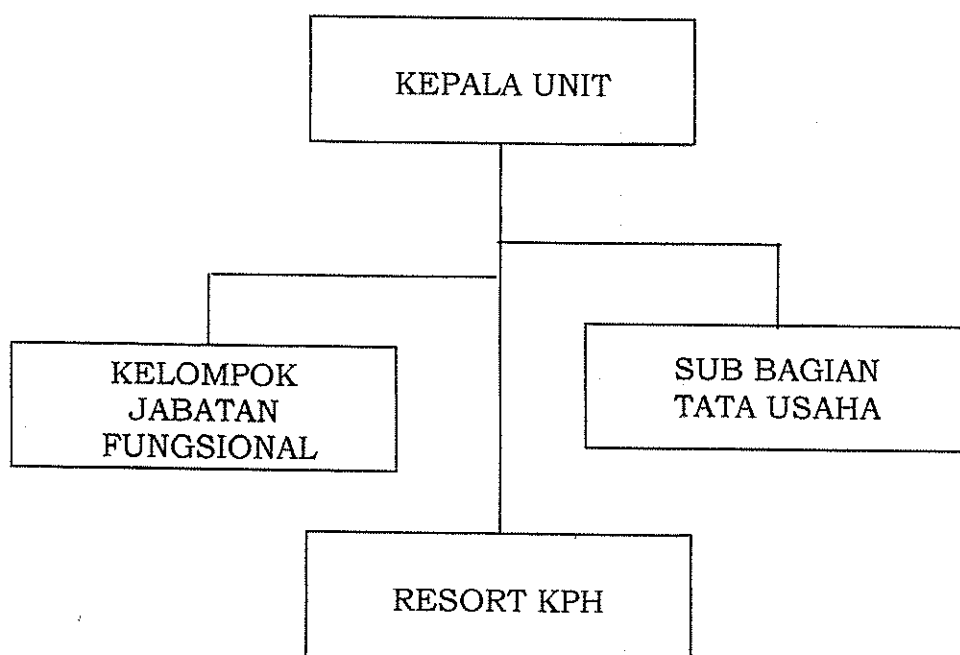 KEPALA UNIT
KELOMPOK
JABATAN
FUNGSIONAL
SUB BAGIAN
TATA USAHA
RESORT KPH